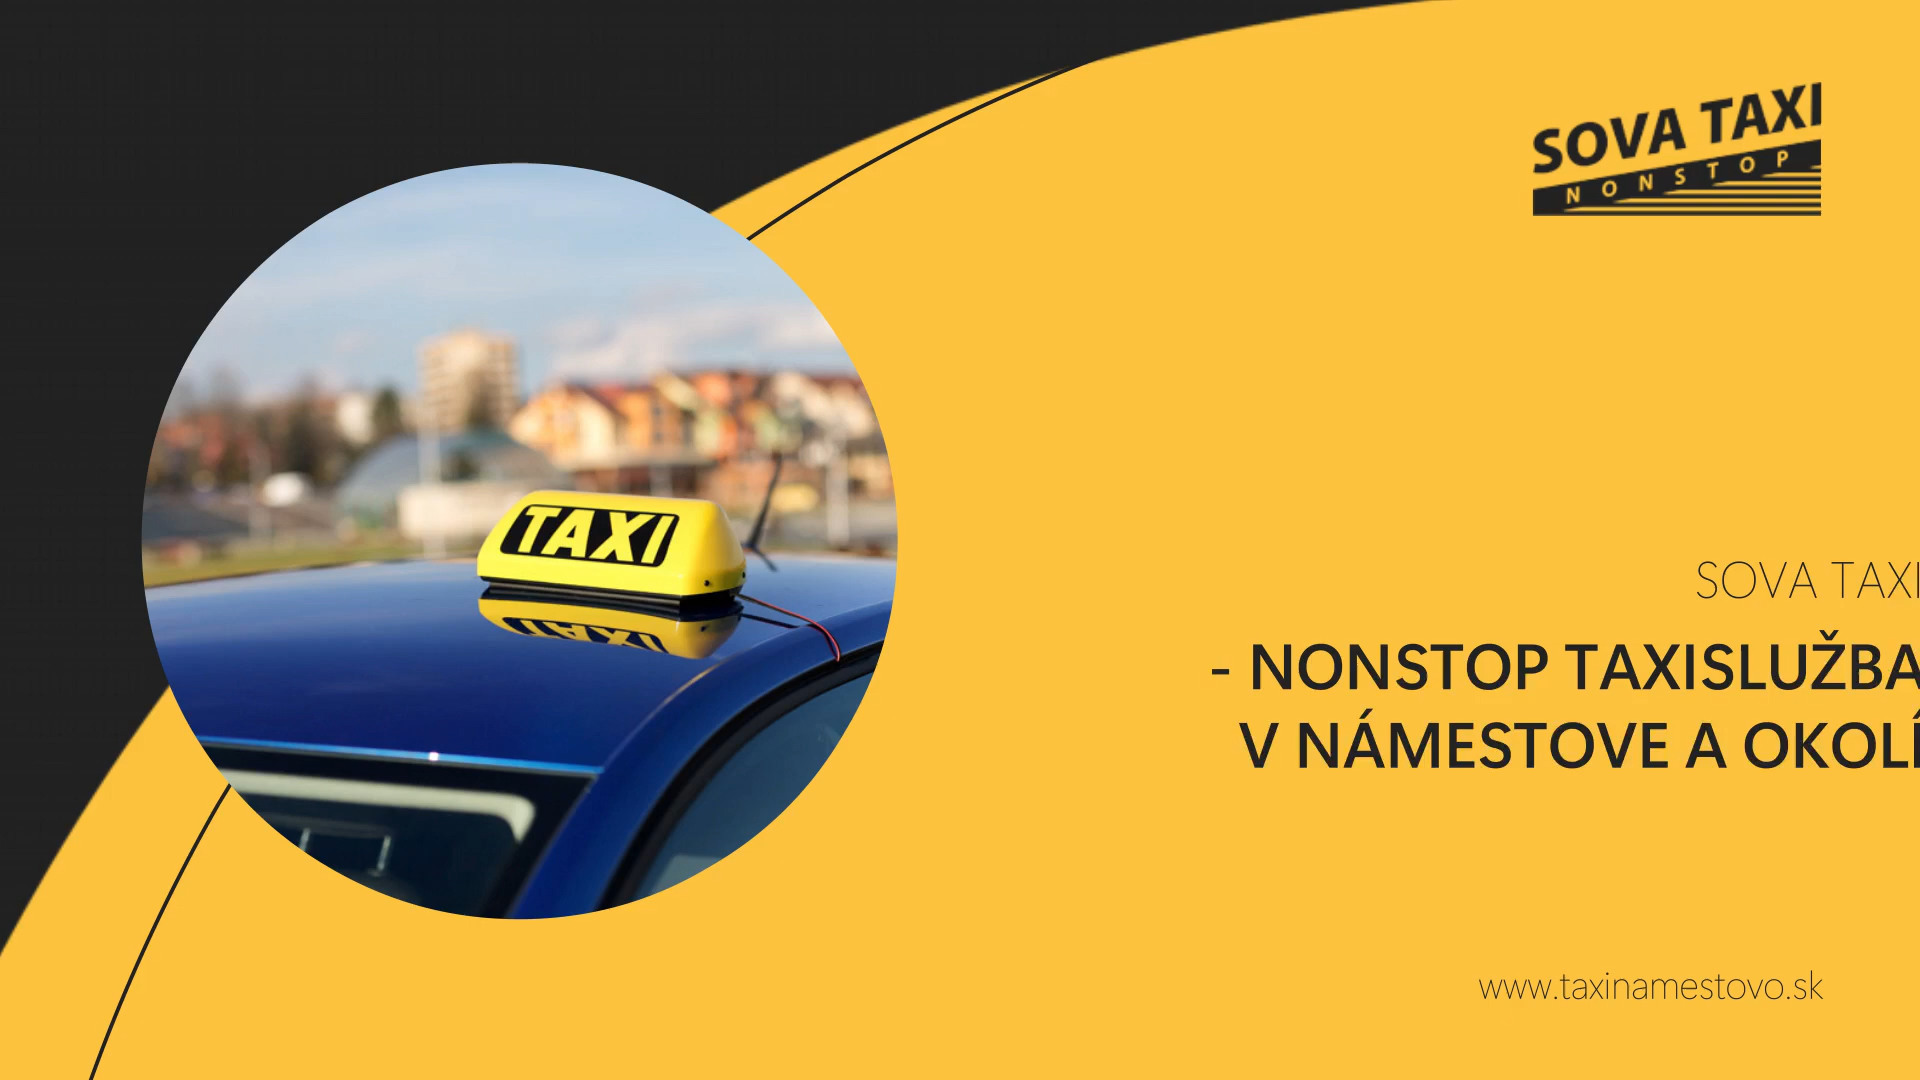 SOVA TAXI
NONSTOP
TAXI
SOVA TAXI
- NONSTOP TAXISLUŽBA
V NÁMESTOVE A OKOLÍ
www.taxinamestovo.sk